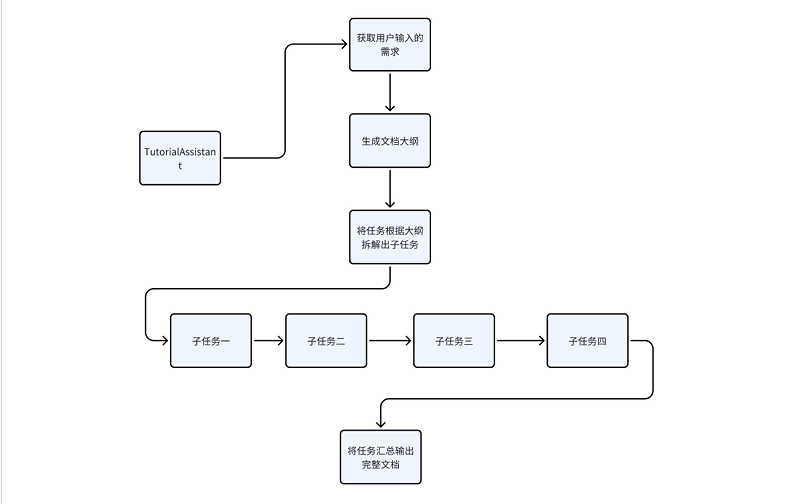 获取用户输入的
需求
TutorialAssistan
t
生成文档大纲
将任务根据大纲
拆解出子任务
子任务一
子任务二
子任务三
子任务四
将任务汇总输出
完整文档